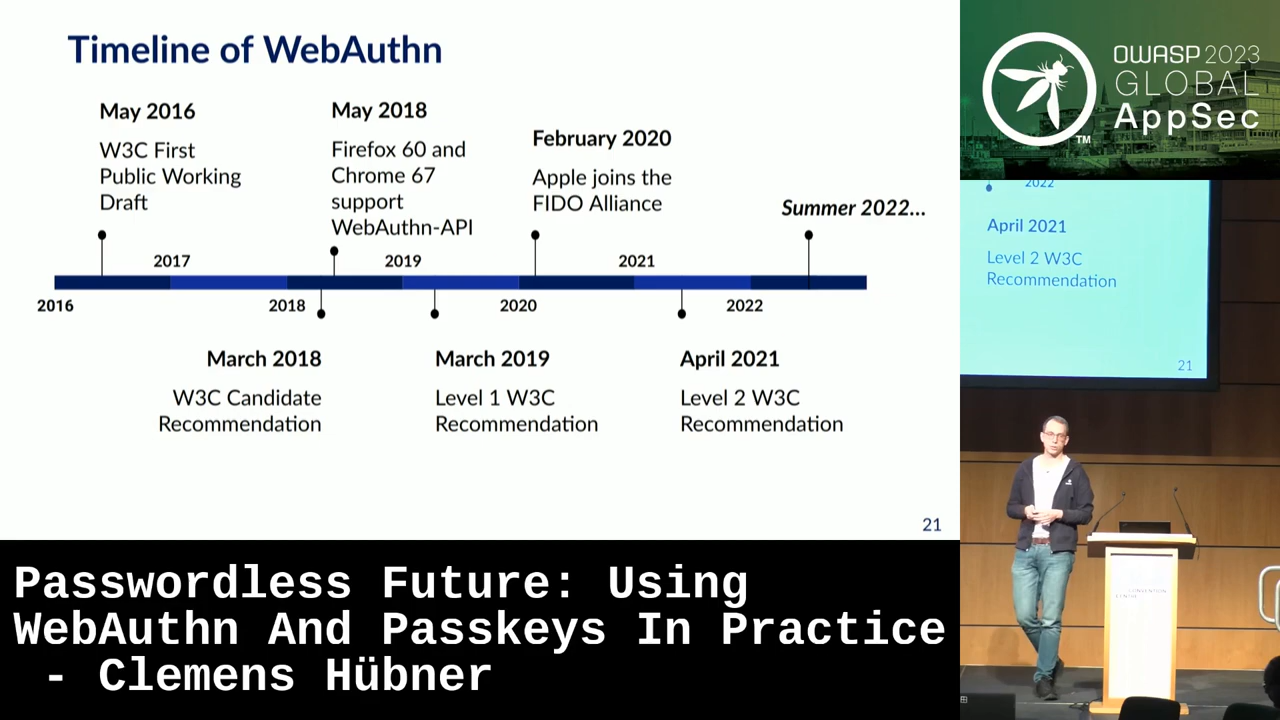 Timeline of WebAuthn
May 2016
W3C First
Public Working
Draft
May 2018
Firefox 60 and
Chrome 67
support
WebAuthn-API
February 2020
Apple joins the
FIDO Alliance
Summer 2022...
2017
2019
2021
2016
2018
2020
2022
March 2018
W3C Candidate
Recommendation
March 2019
Level 1 W3C
Recommendation
April 2021
Level 2 W3C
Recommendation
21
OWASP 2023
GLOBAL
AppSec
TM
2022
April 2021
Level 2 W3C
Recommendation
21
CONVENTION
CENTRE
Passwordless Future: Using
WebAuthn And Passkeys In Practice
- Clemens Hübner